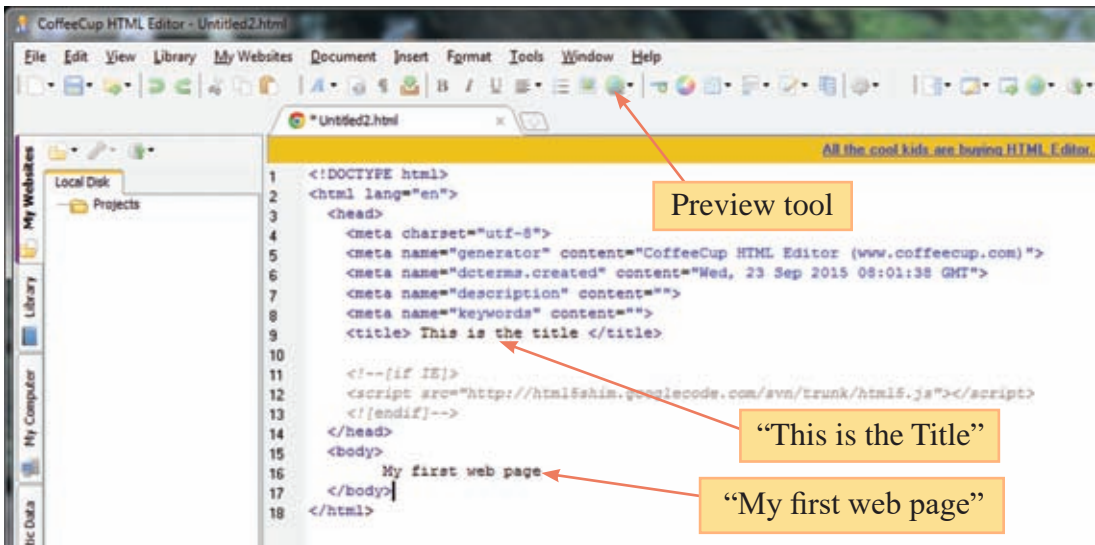 CoffeeCup HTML Editor - Untitled2.html
File Edit View Library My Websites Document Insert Format Tools Window Help
* Untitled2.html
All the cool kids are buying HTML Editor.
My Websites
Local Disk
Projects
Library
My Computer
tic Data
Preview tool
1 <!DOCTYPE html>
2 <html lang="en">
3 <head>
4 <meta charset="utf-8">
5 <meta name="generator" content="CoffeeCup HTML Editor (www.coffeecup.com)">
6 <meta name="dcterms.created" content="Wed, 23 Sep 2015 08:01:38 GMT">
7 <meta name="description" content="">
8 <meta name="keywords" content="">
9 <title> This is the title </title>
10
11 <!--[if IE]>
12 <script src="http://html5shim.googlecode.com/svn/trunk/html5.js"></script>
13 <![endif]-->
14 </head>
15 <body>
16 My first web page
17 </body>
18 </html>
“This is the Title”
“My first web page”